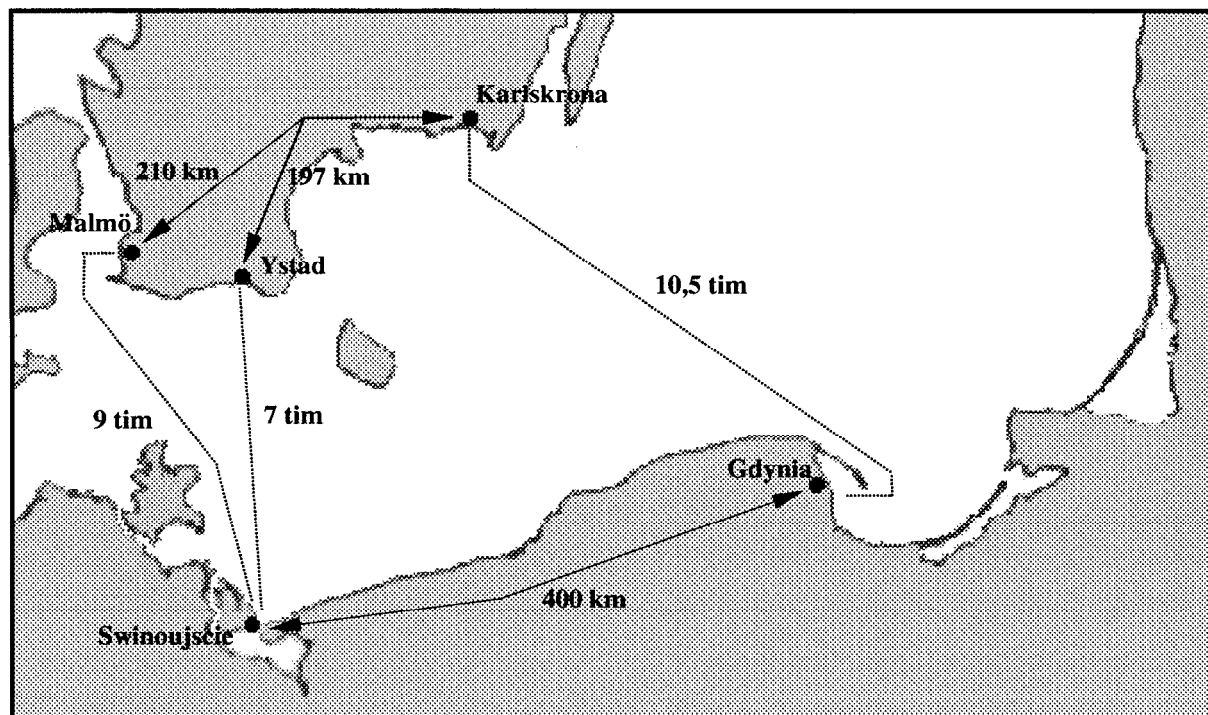 Karlskrona
210 km
197 km
Malmö
Ystad
10,5 tim
9 tim
7 tim
Gdynia
400 km
Swinoujscie